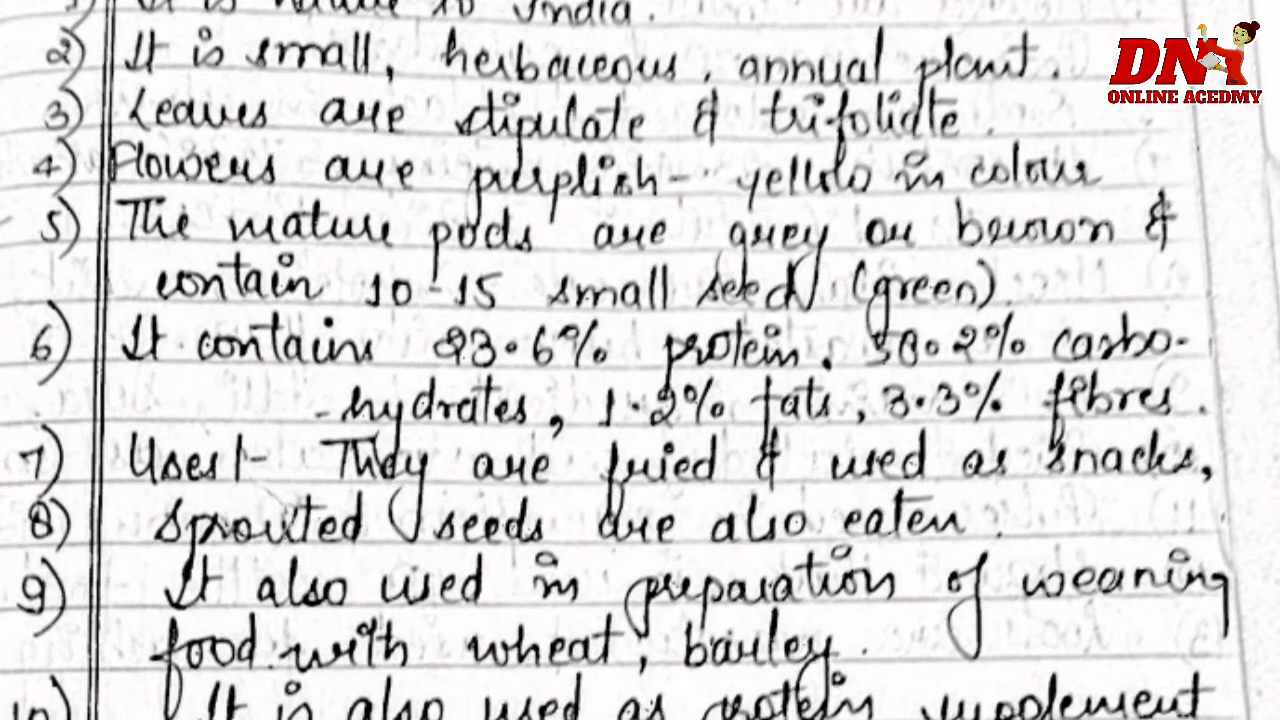 It is native to India.
2) It is small, herbaceous, annual plant.
3) Leaves are stipulate & trifoliate.
4) Flowers are purplish- yellow in colour
5) The mature pods are grey or brown &
contain 10-15 small seed (green)
6) It contains 23.6% protein, 58.2% carbo-
-hydrates, 1.2% fats, 3.3% fibres.
7) Uses!- They are fried & used as snacks,
8) Sprouted seeds are also eaten.
9) It also used in preparation of weaning
food with wheat, barley.
10) It is also used as protein supplement
DN
ONLINE ACEDMY